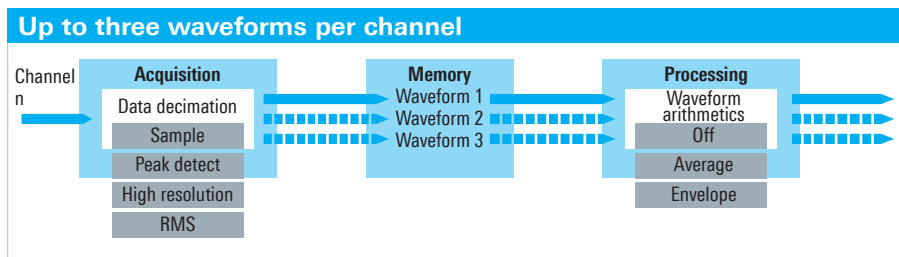 Up to three waveforms per channel
Channel
n
Acquisition
Data decimation
Sample
Peak detect
High resolution
RMS
Memory
Waveform 1
Waveform 2
Waveform 3
Processing
Waveform
arithmetics
Off
Average
Envelope